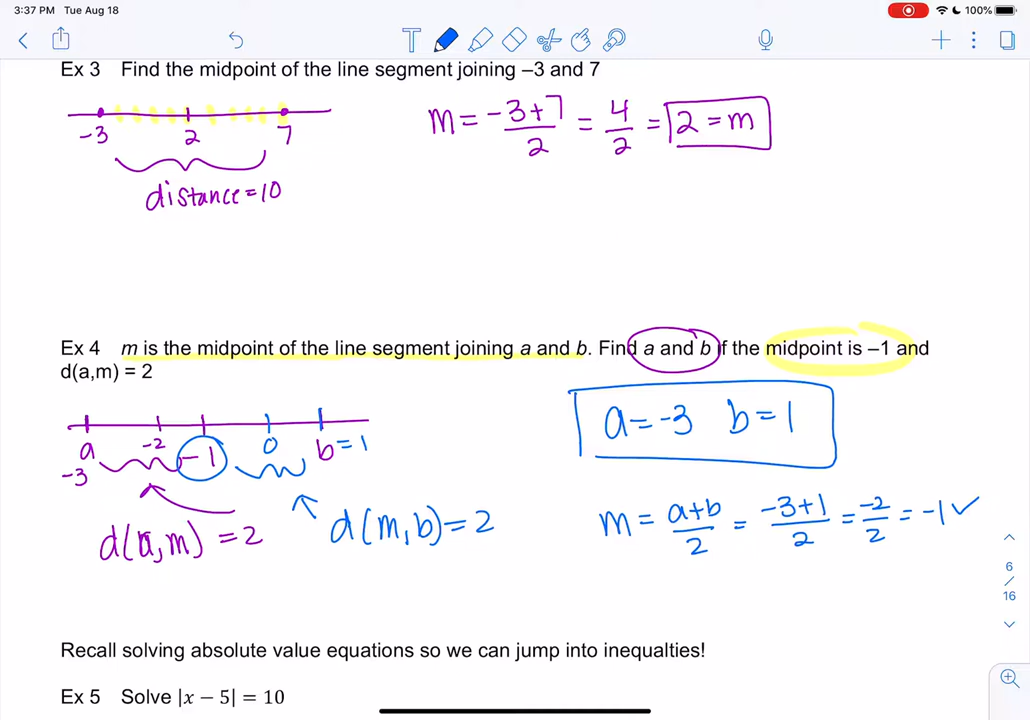 3:37 PM Tue Aug 18
100%
Ex 3 Find the midpoint of the line segment joining –3 and 7
-3 2 7
distance=10
m = -3+7/2 = 4/2 = 2 = m
Ex 4 m is the midpoint of the line segment joining a and b. Find a and b if the midpoint is –1 and
d(a,m) = 2
a -2 -1 0 b=1
-3
d(a,m) = 2
d(m,b)=2
a=-3 b=1
m = a+b/2 = -3+1/2 = -2/2 = -1 ✓
6
/
16
Recall solving absolute value equations so we can jump into inequalties!
Ex 5 Solve |x − 5| = 10